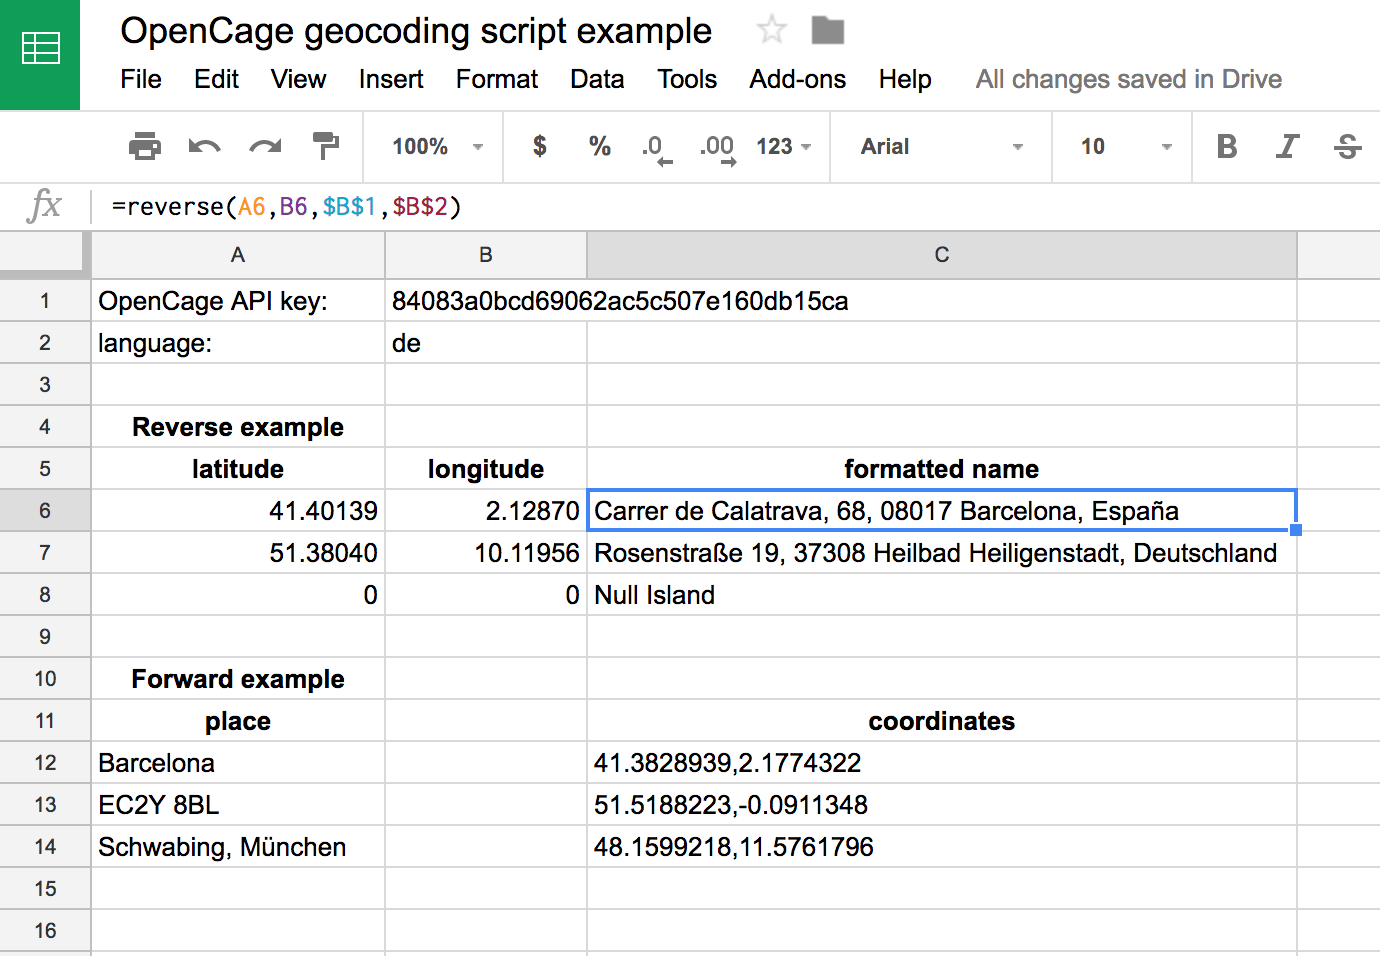 OpenCage geocoding script example
File Edit View Insert Format Data Tools Add-ons Help All changes saved in Drive
100% $ % .0 .00 123 Arial 10 B I S
fx =reverse(A6,B6,$B$1,$B$2)
A B C
1 OpenCage API key: 84083a0bcd69062ac5c507e160db15ca
2 language: de
3
4 Reverse example
5 latitude longitude formatted name
6 41.40139 2.12870 Carrer de Calatrava, 68, 08017 Barcelona, España
7 51.38040 10.11956 Rosenstraße 19, 37308 Heilbad Heiligenstadt, Deutschland
8 0 0 Null Island
9
10 Forward example
11 place coordinates
12 Barcelona 41.3828939,2.1774322
13 EC2Y 8BL 51.5188223,-0.0911348
14 Schwabing, München 48.1599218,11.5761796
15
16